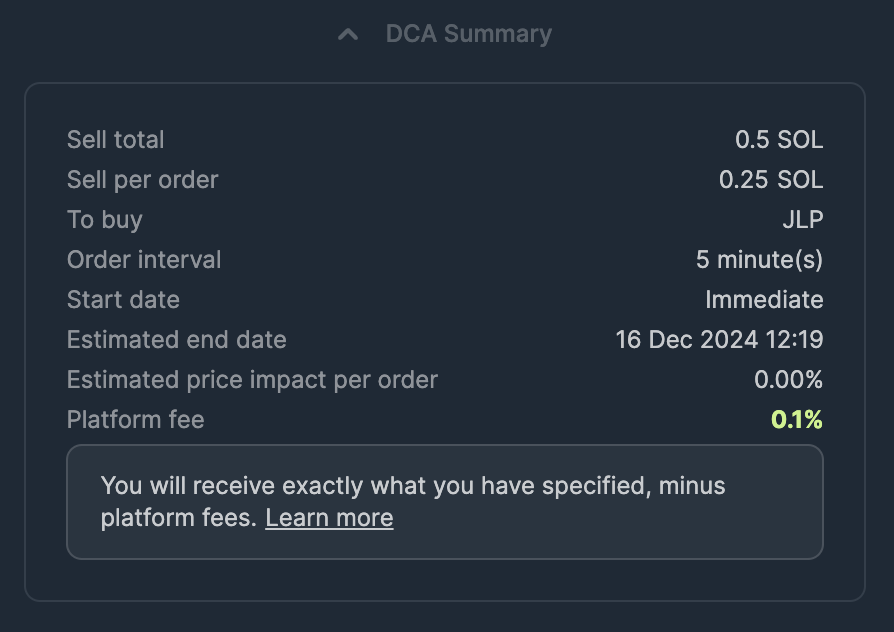 DCA Summary
Sell total 0.5 SOL
Sell per order 0.25 SOL
To buy JLP
Order interval 5 minute(s)
Start date Immediate
Estimated end date 16 Dec 2024 12:19
Estimated price impact per order 0.00%
Platform fee 0.1%
You will receive exactly what you have specified, minus
platform fees. Learn more